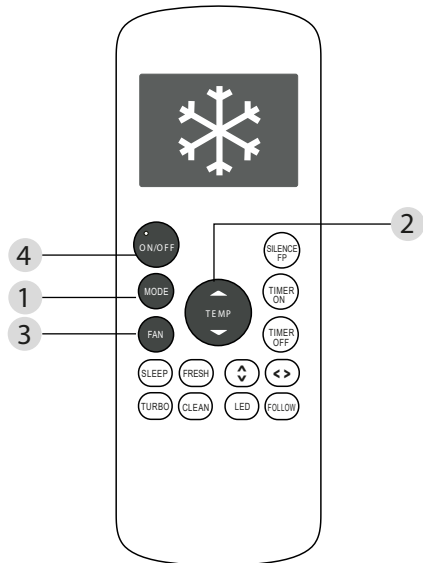 2
4
ON/OFF
SILENCE
FP
1
MODE
TEMP
TIMER
ON
3
FAN
TIMER
OFF
SLEEP
FRESH
< >
TURBO
CLEAN
LED
FOLLOW